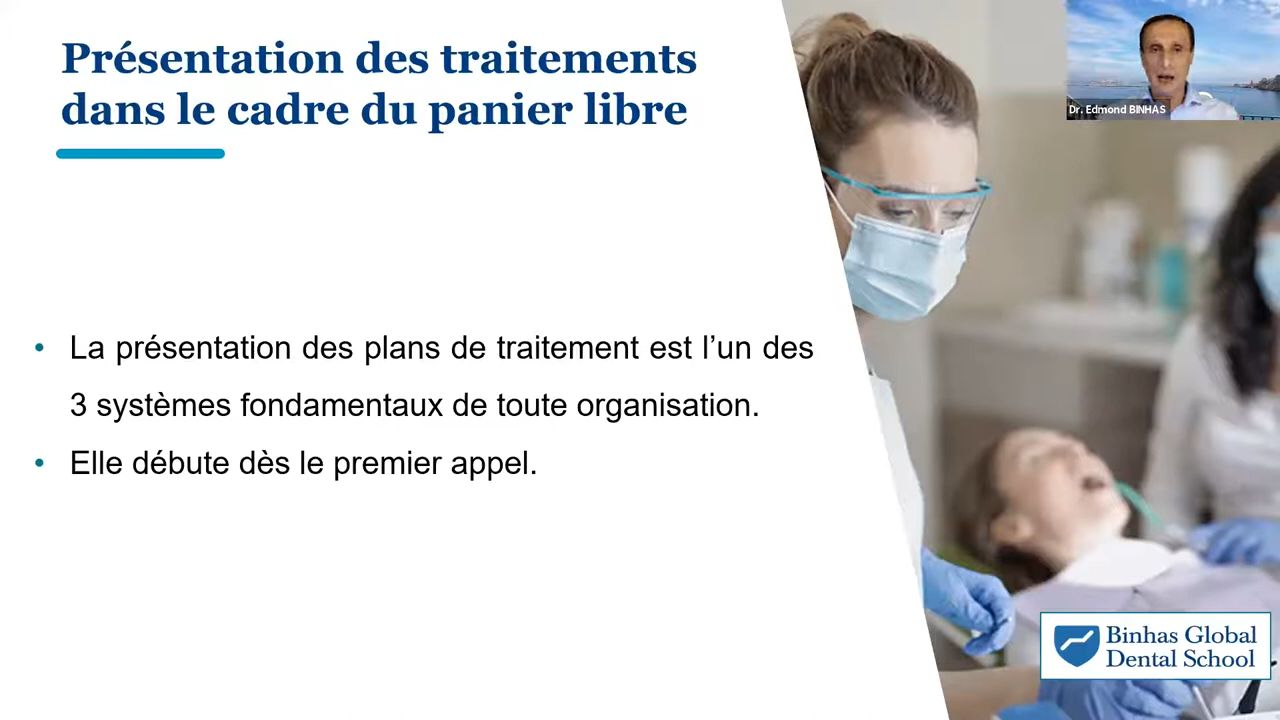 Présentation des traitements
dans le cadre du panier libre
Dr. Edmond BINHAS
• La présentation des plans de traitement est l’un des
3 systèmes fondamentaux de toute organisation.
• Elle débute dès le premier appel.
Binhas Global
Dental School